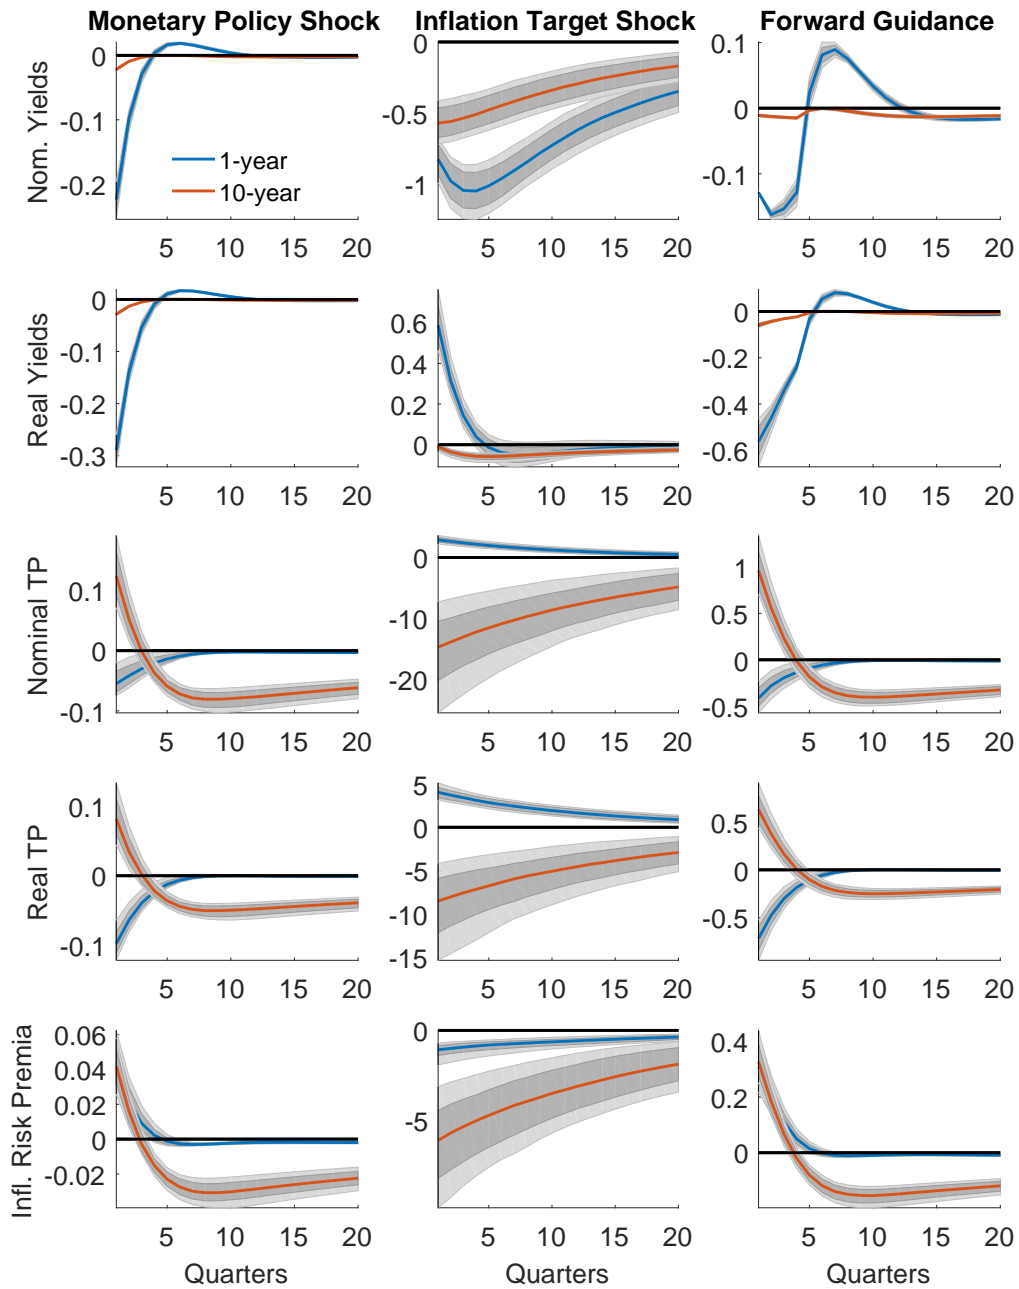 Monetary Policy Shock Inflation Target Shock Forward Guidance
Nom. Yields
0
-0.1
-0.2
1-year
10-year
5 10 15 20
0
-0.5
-1
5 10 15 20
0.1
0
-0.1
5 10 15 20
Real Yields
0
-0.1
-0.2
-0.3
5 10 15 20
0.6
0.4
0.2
0
5 10 15 20
0
-0.2
-0.4
-0.6
5 10 15 20
Nominal TP
0.1
0
-0.1
5 10 15 20
0
-10
-20
5 10 15 20
1
0.5
0
-0.5
5 10 15 20
Real TP
0.1
0
-0.1
5 10 15 20
5
0
-5
-10
-15
5 10 15 20
0.5
0
-0.5
5 10 15 20
Infl. Risk Premia
0.06
0.04
0.02
0
-0.02
5 10 15 20
Quarters
0
-5
5 10 15 20
Quarters
0.4
0.2
0
5 10 15 20
Quarters